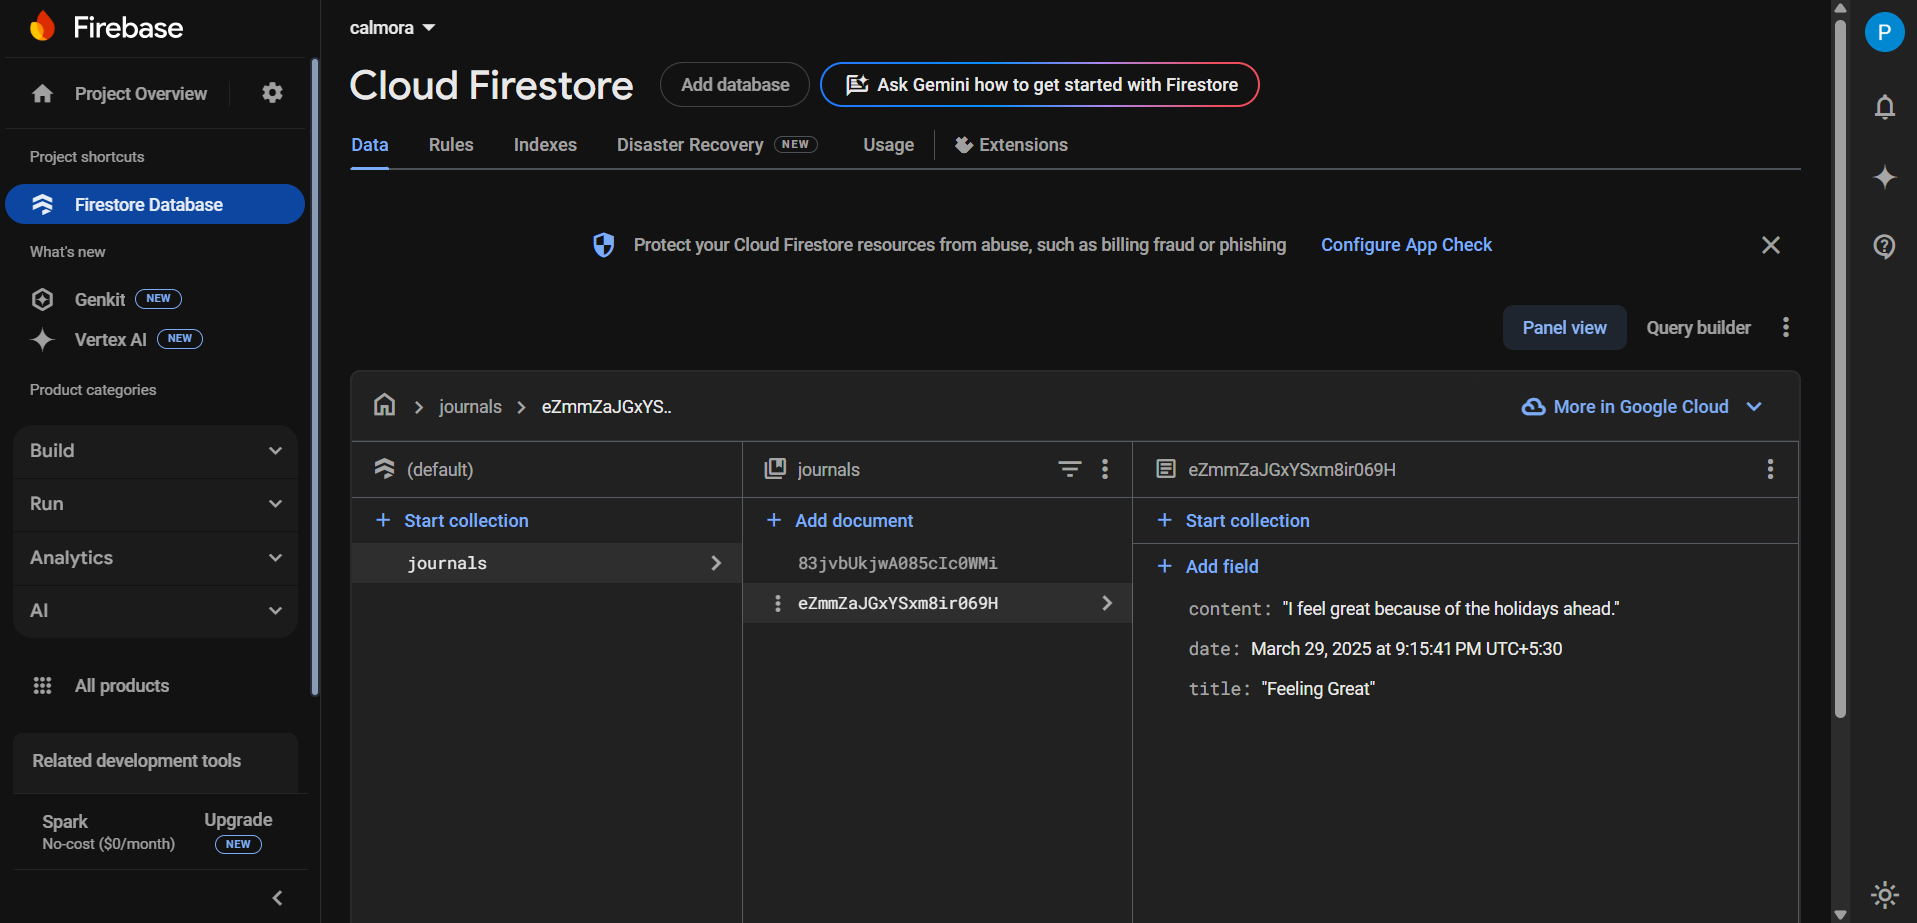 Firebase
Project Overview
Project shortcuts
Firestore Database
What's new
Genkit NEW
Vertex AI NEW
Product categories
Build
Run
Analytics
AI
All products
Related development tools
Spark
No-cost ($0/month)
Upgrade
NEW
calmora
Cloud Firestore
Add database
Ask Gemini how to get started with Firestore
Data Rules Indexes Disaster Recovery NEW Usage Extensions
Protect your Cloud Firestore resources from abuse, such as billing fraud or phishing Configure App Check
Panel view Query builder
journals eZmmZaJGxYS..
More in Google Cloud
(default)
Start collection
journals
journals
Add document
83jvbUkjwA085cIc0WMi
eZmmZaJGxYSxm8ir069H
eZmmZaJGxYSxm8ir069H
Start collection
Add field
content: "I feel great because of the holidays ahead."
date: March 29, 2025 at 9:15:41 PM UTC+5:30
title: "Feeling Great"
P